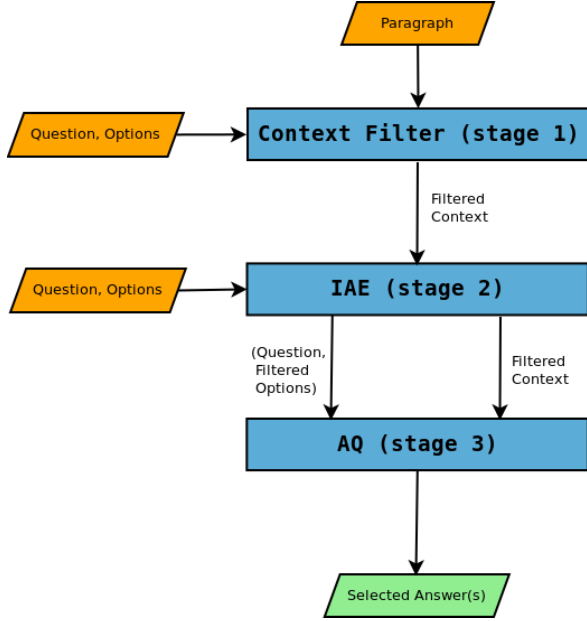 Paragraph
Question, Options
Context Filter (stage 1)
Filtered
Context
Question, Options
IAE (stage 2)
(Question,
Filtered
Options)
Filtered
Context
AQ (stage 3)
Selected Answer(s)